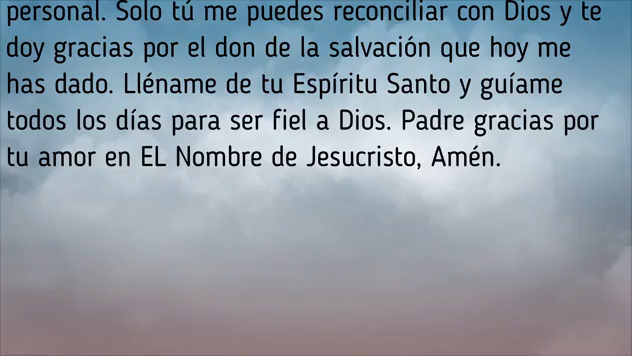 personal. Solo tú me puedes reconciliar con Dios y te
doy gracias por el don de la salvación que hoy me
has dado. Lléname de tu Espíritu Santo y guíame
todos los días para ser fiel a Dios. Padre gracias por
tu amor en EL Nombre de Jesucristo, Amén.